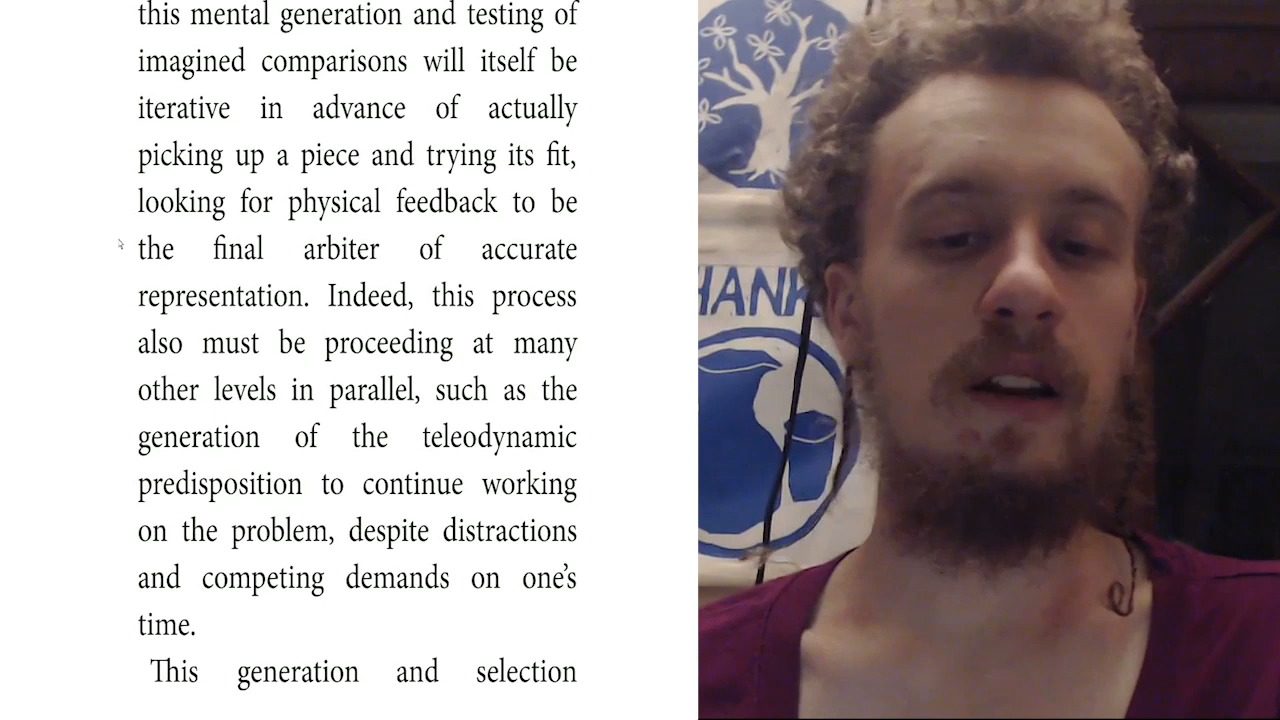 this mental generation and testing of
imagined comparisons will itself be
iterative in advance of actually
picking up a piece and trying its fit,
looking for physical feedback to be
the final arbiter of accurate
representation. Indeed, this process
also must be proceeding at many
other levels in parallel, such as the
generation of the teleodynamic
predisposition to continue working
on the problem, despite distractions
and competing demands on one’s
time.
This generation and selection
HANK